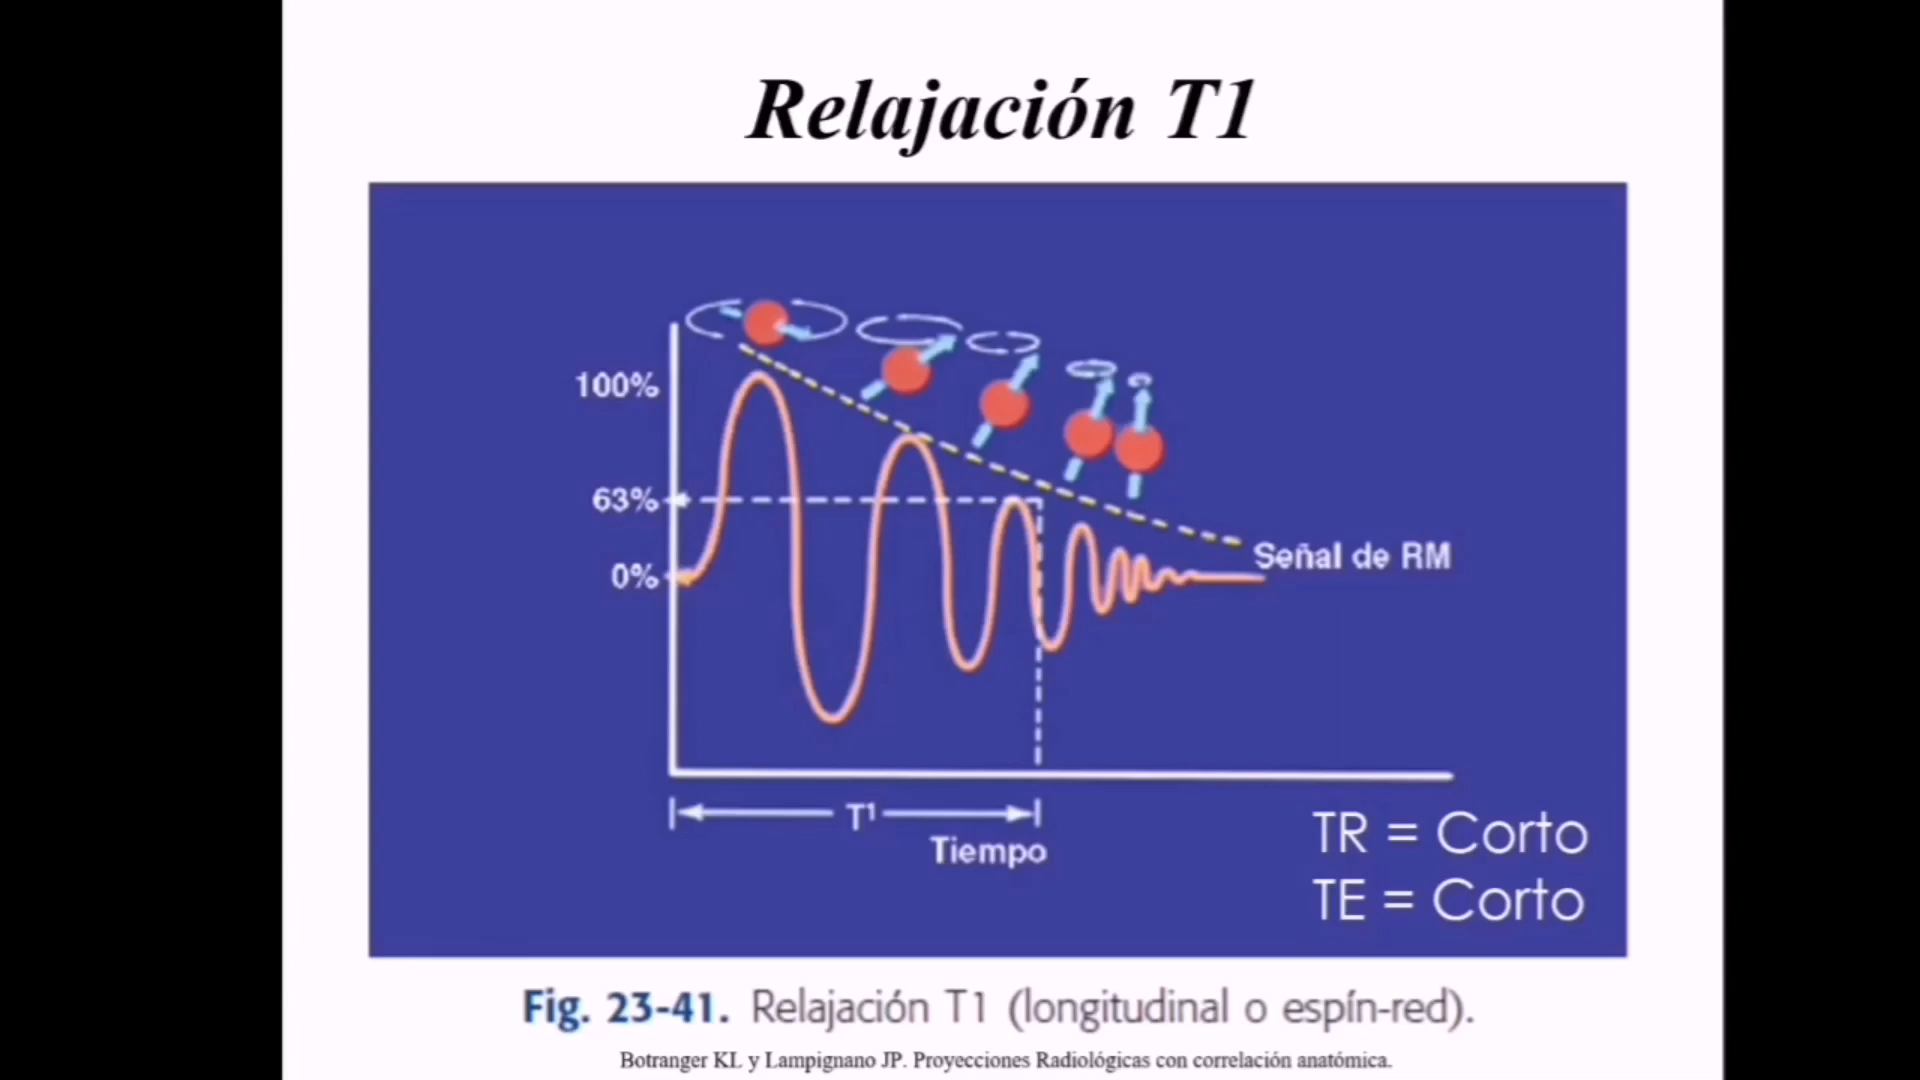 Relajación T1
100%
63%
0%
Señal de RM
T¹
Tiempo
TR = Corto
TE = Corto
Fig. 23-41. Relajación T1 (longitudinal o espín-red).
Botranger KL y Lampignano JP. Proyecciones Radiológicas con correlación anatómica.